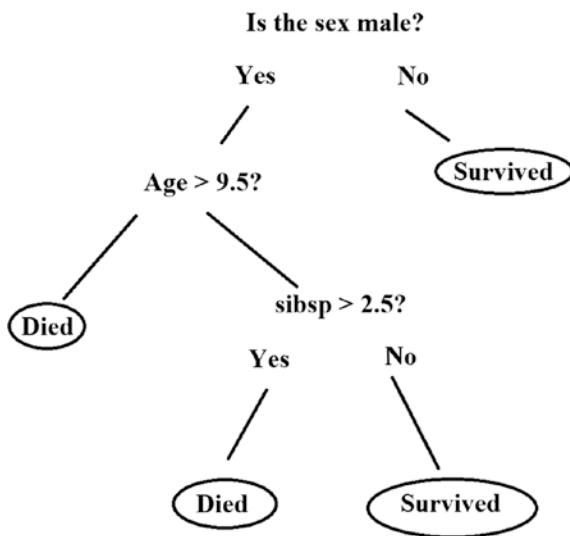 Is the sex male?
Yes No
Age > 9.5?
Survived
Died
sibsp > 2.5?
Yes No
Died Survived